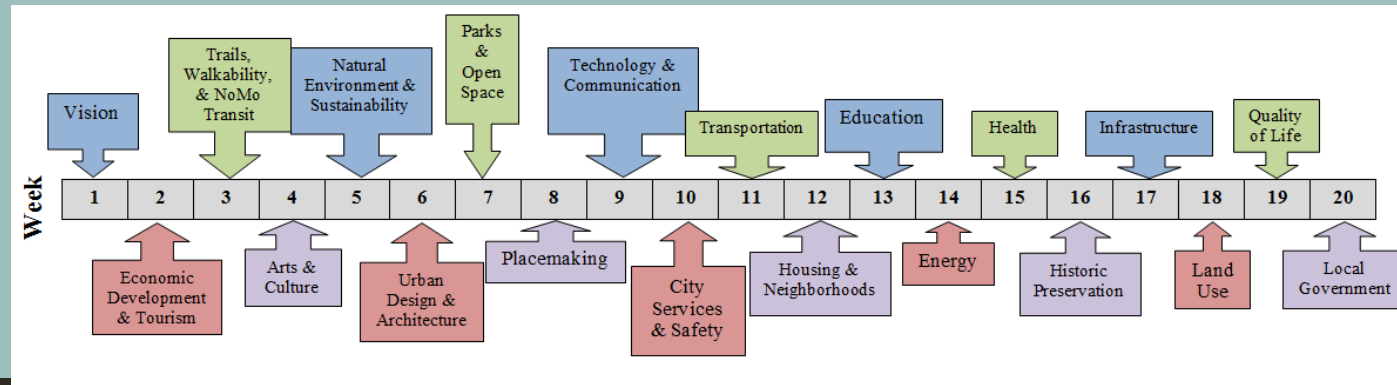 Vision
Trails,
Walkability,
& NoMo
Transit
Natural
Environment &
Sustainability
Parks
&
Open
Space
Technology &
Communication
Transportation
Education
Health
Infrastructure
Quality
of Life
Week
1 2 3 4 5 6 7 8 9 10 11 12 13 14 15 16 17 18 19 20
Economic
Development
& Tourism
Arts &
Culture
Urban
Design &
Architecture
Placemaking
City
Services
& Safety
Housing &
Neighborhoods
Energy
Historic
Preservation
Land
Use
Local
Government